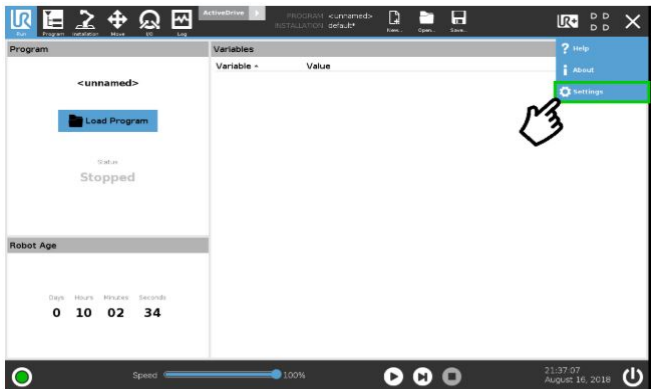 UR
ActiveDrive
PROGRAM <unnamed>
INSTALLATION default*
UR+
D D
D D
Run Program Installation Move I/O Log
New... Open... Save...
Program
<unnamed>
Load Program
Status
Stopped
Variables
Variable Value
? Help
i About
Settings
Robot Age
Days Hours Minutes Seconds
0 10 02 34
Speed 100%
21:37:07
August 16, 2018